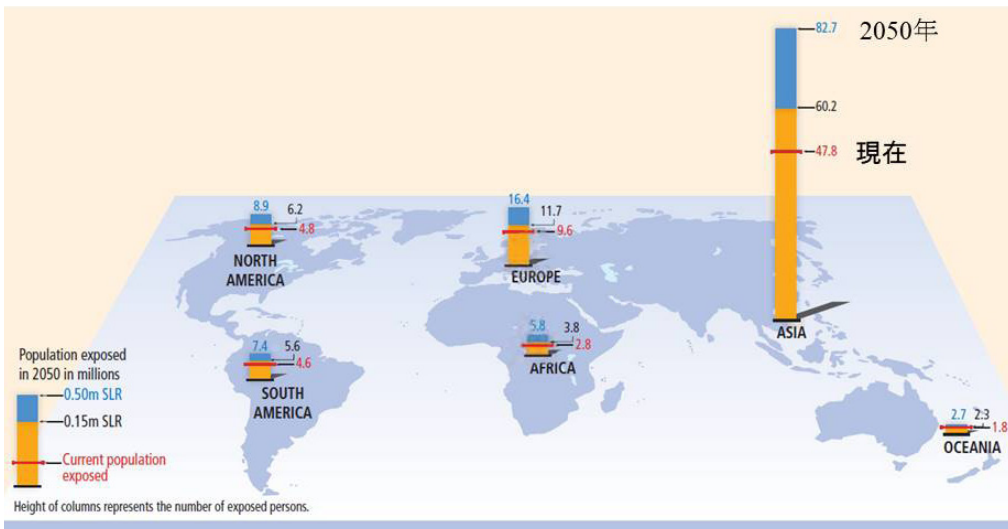 82.7
2050年
60.2
47.8
現在
8.9
6.2
4.8
NORTH
AMERICA
16.4
11.7
9.6
EUROPE
ASIA
7.4
5.6
4.6
SOUTH
AMERICA
5.8
3.8
2.8
AFRICA
2.7
2.3
1.8
OCEANIA
Population exposed
in 2050 in millions
0.50m SLR
0.15m SLR
Current population
exposed
Height of columns represents the number of exposed persons.